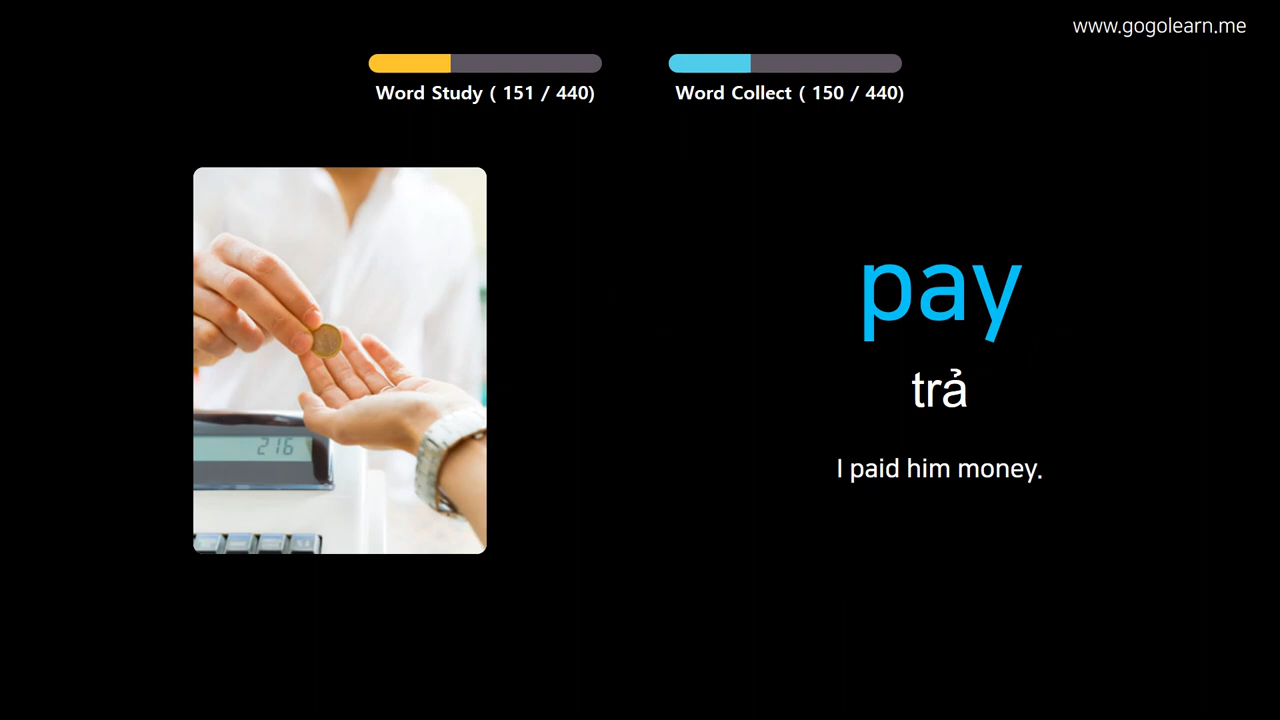 www.gogolearn.me
Word Study ( 151 / 440)
Word Collect ( 150 / 440)
216
pay
trả
I paid him money.